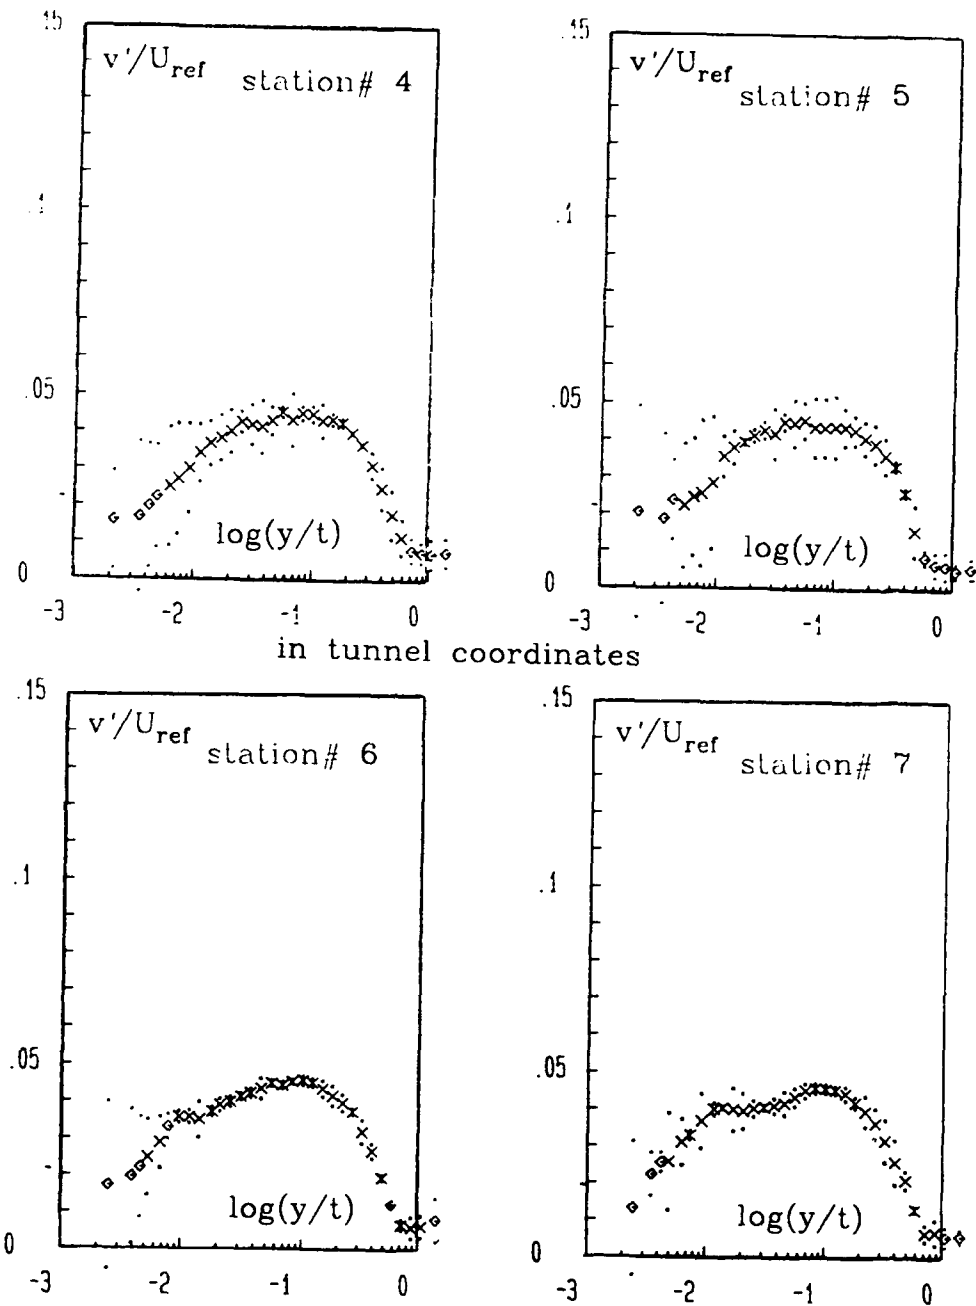 .15
v'/U_ref
station# 4
.1
.05
log(y/t)
0
-3 -2 -1 0
.15
v'/U_ref
station# 5
.1
.05
log(y/t)
0
-3 -2 -1 0
in tunnel coordinates
.15
v'/U_ref
station# 6
.1
.05
log(y/t)
0
-3 -2 -1 0
.15
v'/U_ref
station# 7
.1
.05
log(y/t)
0
-3 -2 -1 0